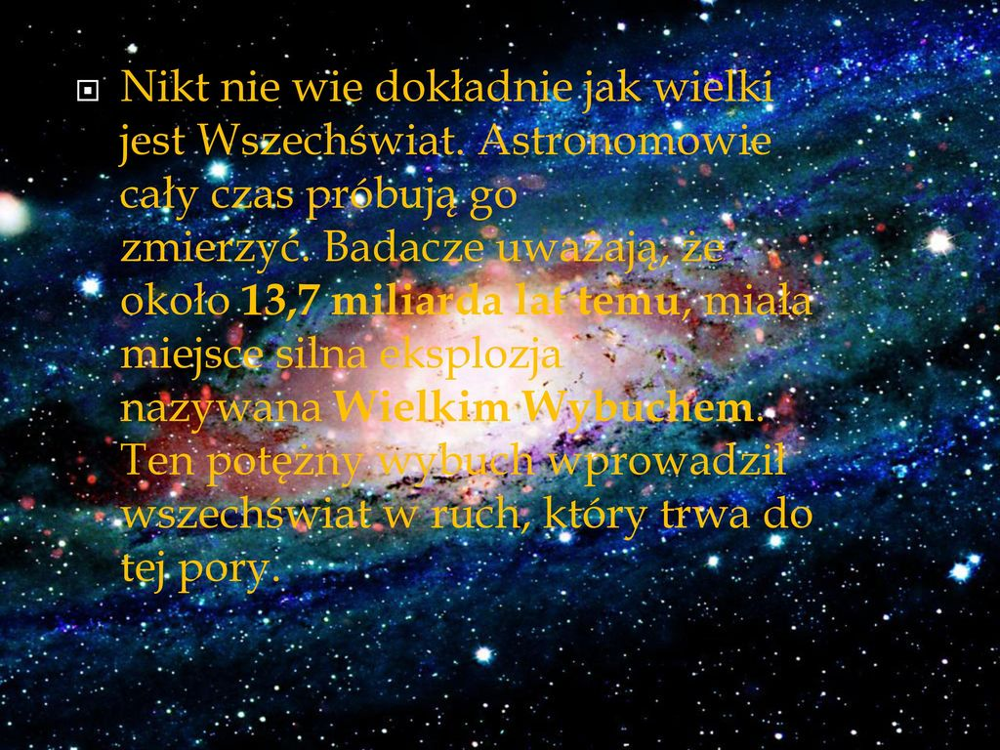 Nikt nie wie dokładnie jak wielki
jest Wszechświat. Astronomowie
cały czas próbują go
zmierzyć. Badacze uważają, że
około 13,7 miliarda lat temu, miała
miejsce silna eksplozja
nazywana Wielkim Wybuchem.
Ten potężny wybuch wprowadził
wszechświat w ruch, który trwa do
tej pory.